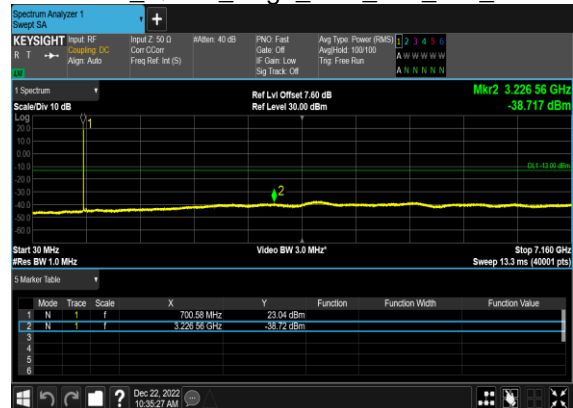 Spectrum Analyzer 1
Swept SA
+
KEYSIGHT Input: RF Input Z: 50 Ω #Atten: 40 dB PNO: Fast Avg Type: Power (RMS) 1 2 3 4 5 6
R T Coupling: DC Corr CCorr Gate: Off Avg|Hold: 100/100 A W W W W W
Align: Auto Freq Ref: Int (S) IF Gain: Low Trig: Free Run
LW Sig Track: Off A N N N N N
1 Spectrum Ref Lvl Offset 7.60 dB Mkr2 3.226 56 GHz
Scale/Div 10 dB Ref Level 30.00 dBm -38.717 dBm
Log
1
20.0
10.0
0.00
-10.0
DL1 -13.00 dBm
-20.0
-30.0
2
-40.0
-50.0
-60.0
Start 30 MHz Video BW 3.0 MHz* Stop 7.160 GHz
#Res BW 1.0 MHz Sweep 13.3 ms (40001 pts)
5 Marker Table
Mode Trace Scale X Y Function Function Width Function Value
1 N 1 f 700.58 MHz 23.04 dBm
2 N 1 f 3.226 56 GHz -38.72 dBm
3
4
5
6
? Dec 22, 2022
10:35:27 AM